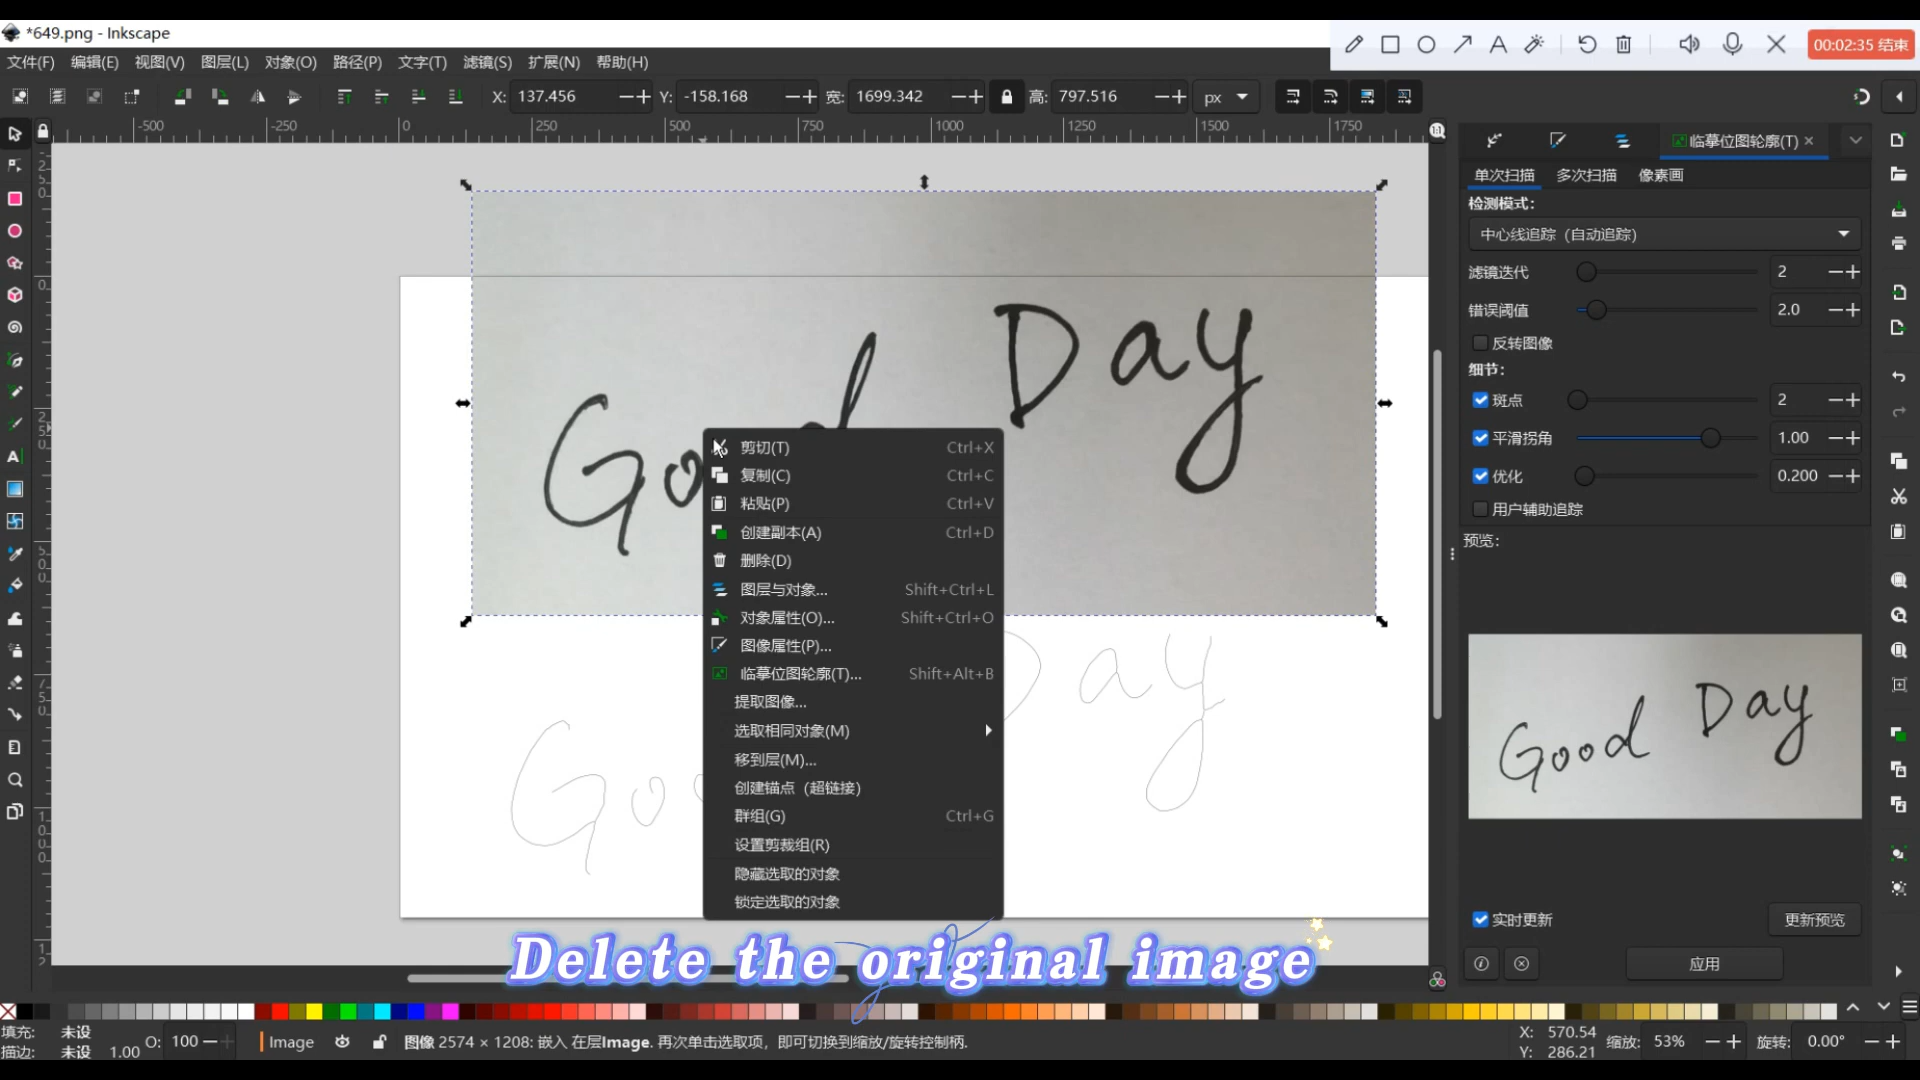 *649.png - Inkscape
00:02:35 结束
文件(F) 编辑(E) 视图(V) 图层(L) 对象(O) 路径(P) 文字(T) 滤镜(S) 扩展(N) 帮助(H)
X: 137.456 Y: -158.168 宽: 1699.342 高: 797.516 px
-500 -250 0 250 500 750 1000 1250 1500 1750
临摹位图轮廓(T)
单次扫描 多次扫描 像素画
检测模式:
中心线追踪 (自动追踪)
滤镜迭代 2
错误阈值 2.0
反转图像
细节:
斑点 2
平滑拐角 1.00
优化 0.200
用户辅助追踪
预览:
Good Day
实时更新 更新预览
应用
Day
剪切(T) Ctrl+X
复制(C) Ctrl+C
粘贴(P) Ctrl+V
创建副本(A) Ctrl+D
删除(D)
图层与对象... Shift+Ctrl+L
对象属性(O)... Shift+Ctrl+O
图像属性(P)...
临摹位图轮廓(T)... Shift+Alt+B
提取图像...
选取相同对象(M)
移到层(M)...
创建锚点（超链接）
群组(G) Ctrl+G
设置剪裁组(R)
隐藏选取的对象
锁定选取的对象
Delete the original image
填充: 未设
描边: 未设 1.00
O: 100
Image
图像 2574 × 1208: 嵌入 在层Image. 再次单击选取项，即可切换到缩放/旋转控制柄.
X: 570.54
Y: 286.21
缩放: 53%
旋转: 0.00°